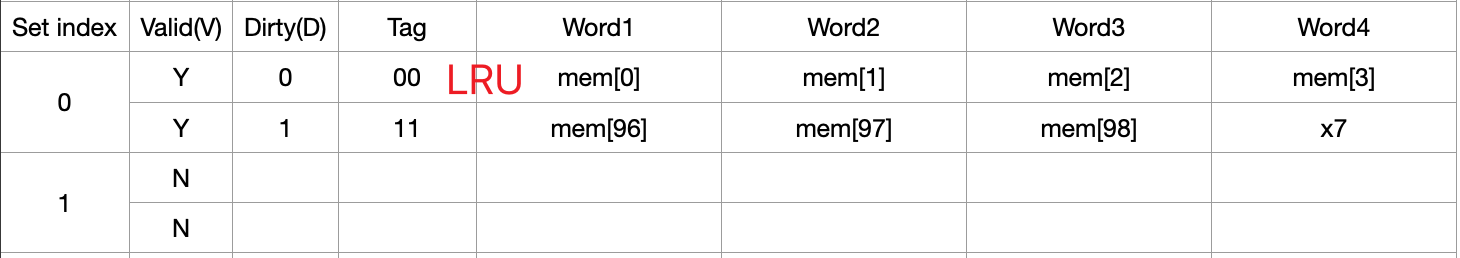 Set index Valid(V) Dirty(D) Tag Word1 Word2 Word3 Word4
0
Y 0 00 LRU mem[0] mem[1] mem[2] mem[3]
Y 1 11 mem[96] mem[97] mem[98] x7
1
N
N